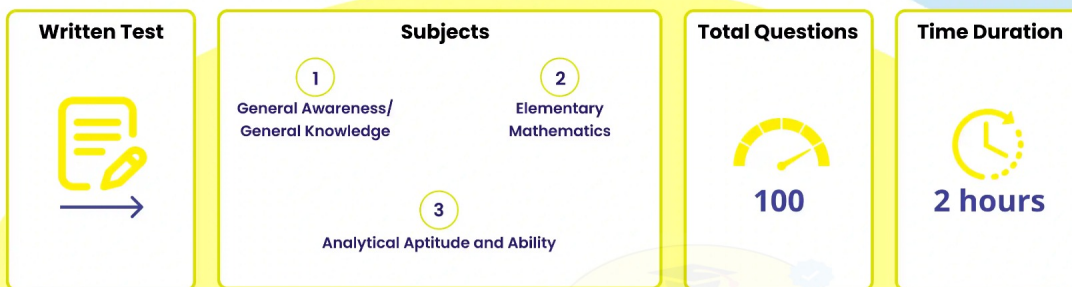 Written Test
Subjects
1
General Awareness/
General Knowledge
2
Elementary
Mathematics
3
Analytical Aptitude and Ability
Total Questions
100
Time Duration
2 hours